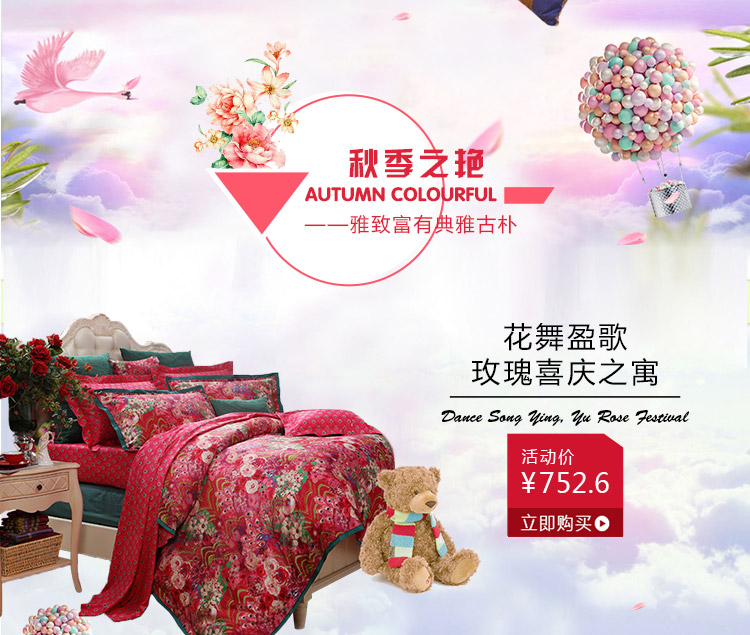 秋季之艳
AUTUMN COLOURFUL
——雅致富有典雅古朴
花舞盈歌
玫瑰喜庆之寓
Dance Song Ying, Yu Rose Festival
活动价
¥752.6
立即购买